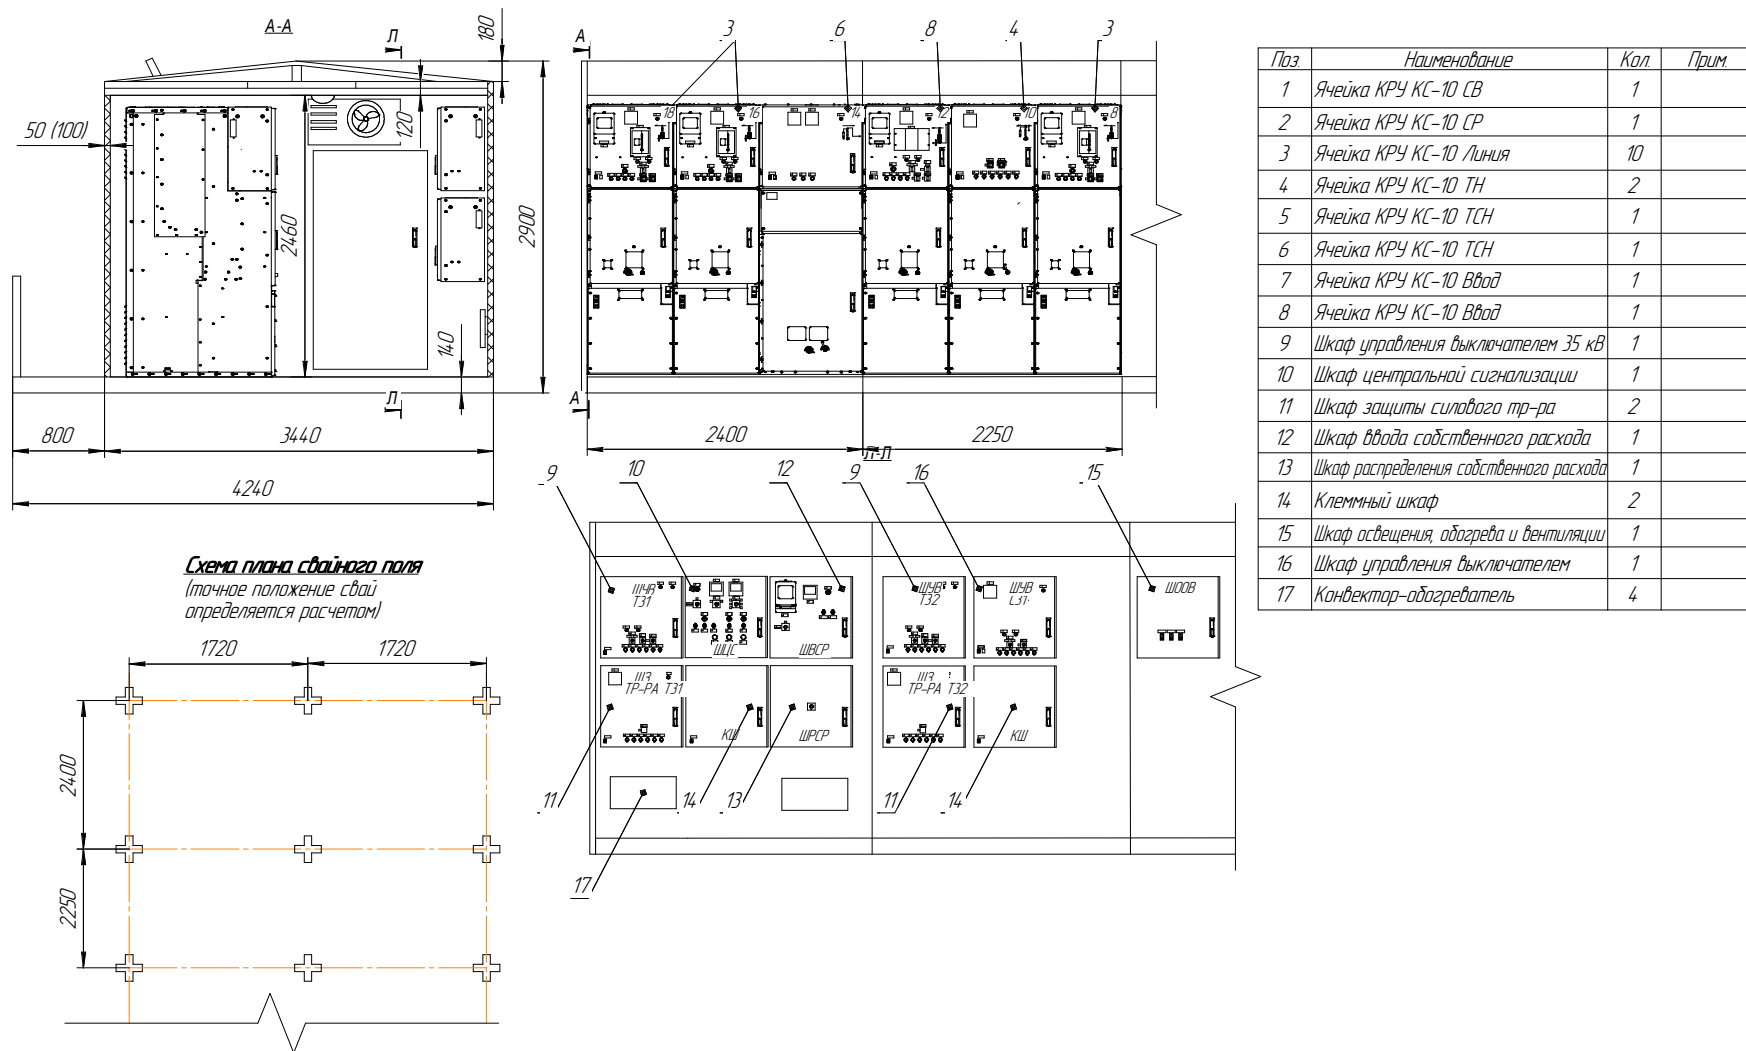 А-А
Л
180
50 (100)
120
2460
2900
140
Л
800
3440
4240
А
3
6
8
4
3
18
16
14
12
10
8
А
2400
2250
Л-Л
9
10
12
9
16
15
ШУВ
Т31
ШЦС
ШВСР
ШУВ
Т32
ШУВ
ШООВ
ШЗ
ТР-РА Т31
КШ
ШРСР
ТР-РА Т32
КШ
11
14
13
11
14
17
Схема плана свайного поля
(точное положение свай
определяется расчетом)
1720
1720
2400
2250
Поз. Наименование Кол. Прим.
1 Ячейка КРУ КС-10 СВ 1
2 Ячейка КРУ КС-10 СР 1
3 Ячейка КРУ КС-10 Линия 10
4 Ячейка КРУ КС-10 ТН 2
5 Ячейка КРУ КС-10 ТСН 1
6 Ячейка КРУ КС-10 ТСН 1
7 Ячейка КРУ КС-10 Ввод 1
8 Ячейка КРУ КС-10 Ввод 1
9 Шкаф управления выключателем 35 кВ 1
10 Шкаф центральной сигнализации 1
11 Шкаф защиты силового тр-ра 2
12 Шкаф ввода собственного расхода 1
13 Шкаф распределения собственного расхода 1
14 Клеммный шкаф 2
15 Шкаф освещения, обогрева и вентиляции 1
16 Шкаф управления выключателем 1
17 Конвектор-обогреватель 4